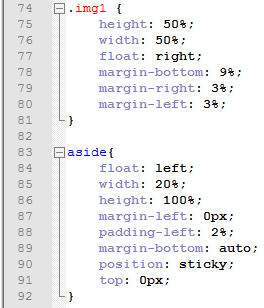 74 .img1 {
75 height: 50%;
76 width: 50%;
77 float: right;
78 margin-bottom: 9%;
79 margin-right: 3%;
80 margin-left: 3%;
81 }
82
83 aside{
84 float: left;
85 width: 20%;
86 height: 100%;
87 margin-left: 0px;
88 padding-left: 2%;
89 margin-bottom: auto;
90 position: sticky;
91 top: 0px;
92 }